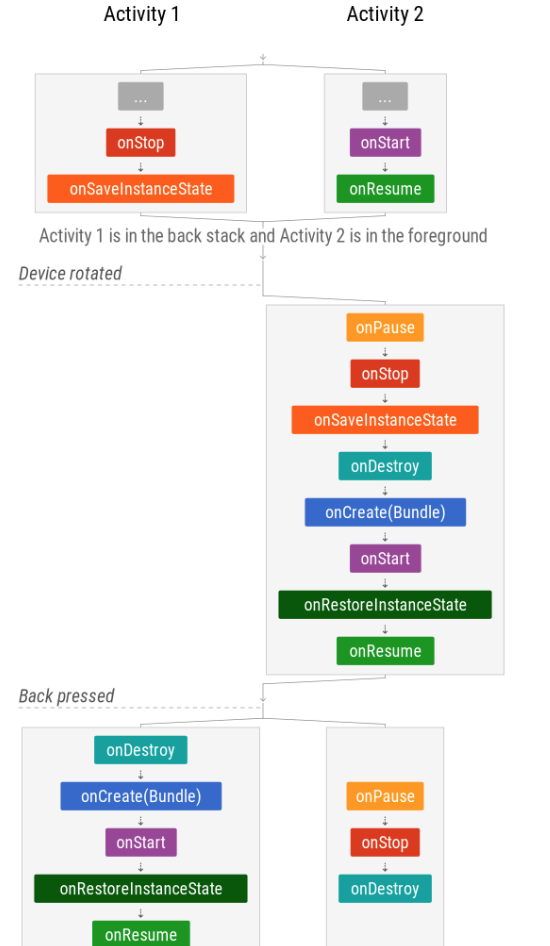 Activity 1
Activity 2
...
onStop
onSaveInstanceState
...
onStart
onResume
Activity 1 is in the back stack and Activity 2 is in the foreground
Device rotated
onPause
onStop
onSaveInstanceState
onDestroy
onCreate(Bundle)
onStart
onRestoreInstanceState
onResume
Back pressed
onDestroy
onCreate(Bundle)
onStart
onRestoreInstanceState
onResume
onPause
onStop
onDestroy